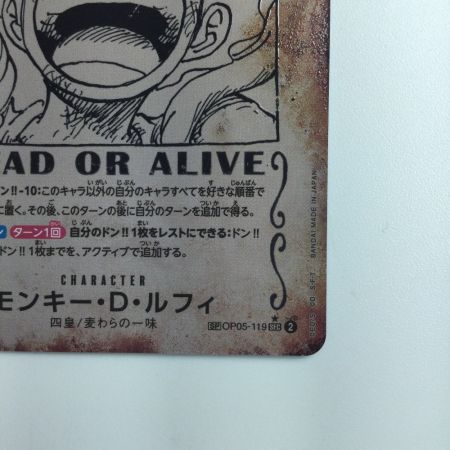 AD OR ALIVE
ドン!!-10:このキャラ以外の自分のキャラすべてを好きな順番で
に置く。その後、このターンの後に自分のターンを追加で得る。
ターン1回 自分のドン!!1枚をレストにできる:ドン!!
ドン!!1枚までを、アクティブで追加する。
CHARACTER
モンキー・D・ルフィ
四皇/麦わらの一味
SP OP05-119 SEC 2
BANDAI MADE IN JAPAN